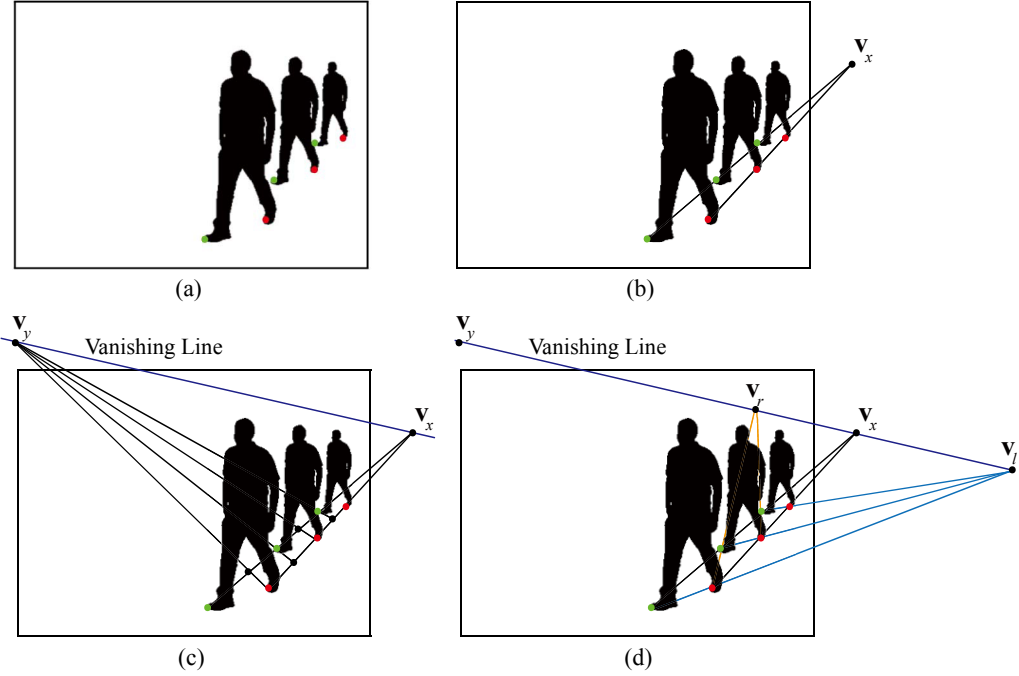 v_x
(a)
(b)
v_y
Vanishing Line
v_x
v_y
Vanishing Line
v_r
v_x
v_l
(c)
(d)